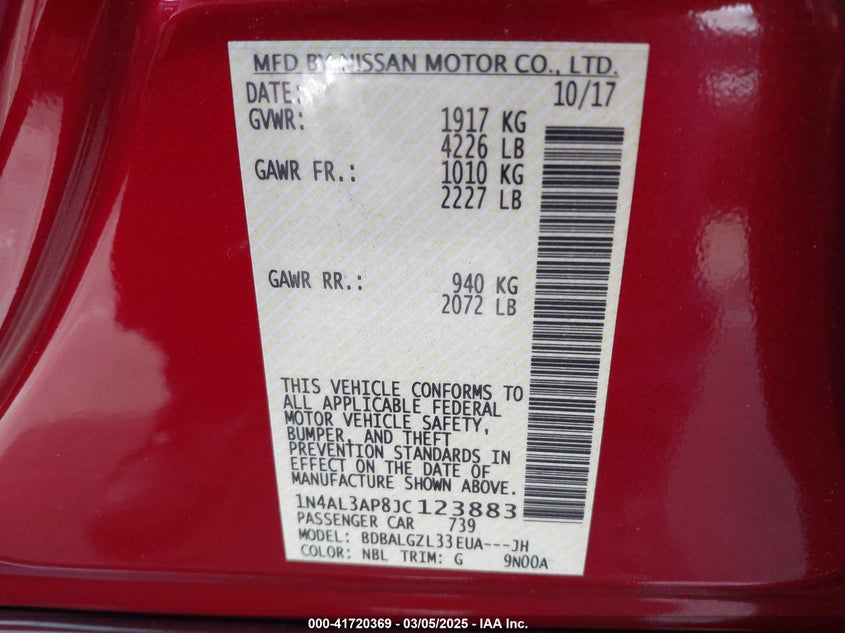 MFD BY NISSAN MOTOR CO., LTD.
DATE: 10/17
GVWR: 1917 KG
4226 LB
GAWR FR.: 1010 KG
2227 LB
GAWR RR.: 940 KG
2072 LB
THIS VEHICLE CONFORMS TO
ALL APPLICABLE FEDERAL
MOTOR VEHICLE SAFETY,
BUMPER, AND THEFT
PREVENTION STANDARDS IN
EFFECT ON THE DATE OF
MANUFACTURE SHOWN ABOVE.
1N4AL3AP8JC123883
PASSENGER CAR 739
MODEL: BDBALGZL33EUA---JH
COLOR: NBL TRIM: G 9N00A
000-41720369 — 03/05/2025 — IAA Inc.